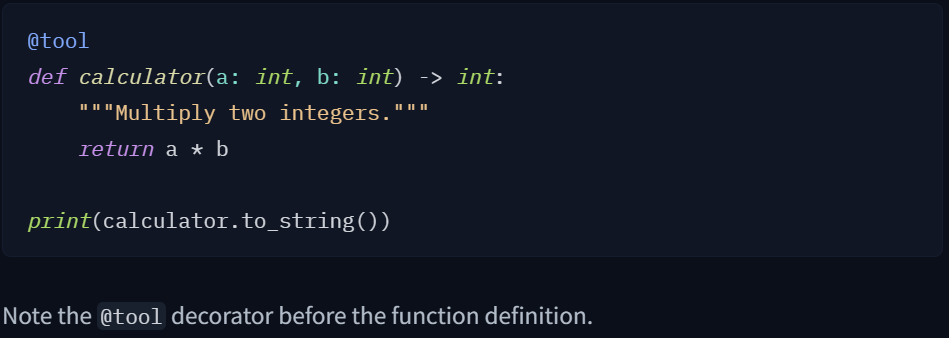 @tool
def calculator(a: int, b: int) -> int:
    """Multiply two integers."""
    return a * b

print(calculator.to_string())

Note the @tool decorator before the function definition.